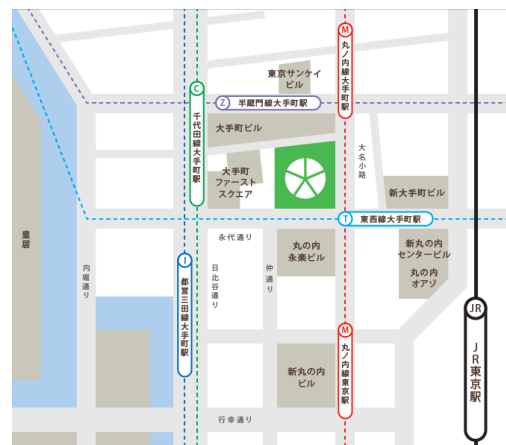 M
丸ノ内線大手町駅
東京サンケイ
ビル
C
千代田線大手町駅
Z
半蔵門線大手町駅
大手町ビル
大名小路
大手町
ファースト
スクエア
新大手町ビル
T
東西線大手町駅
皇居
内堀通り
永代通り
I
都営三田線大手町駅
日比谷通り
仲通り
丸の内
永楽ビル
新丸の内
センタービル
丸の内
オアゾ
JR
JR東京駅
M
丸ノ内線東京駅
新丸の内
ビル
行幸通り